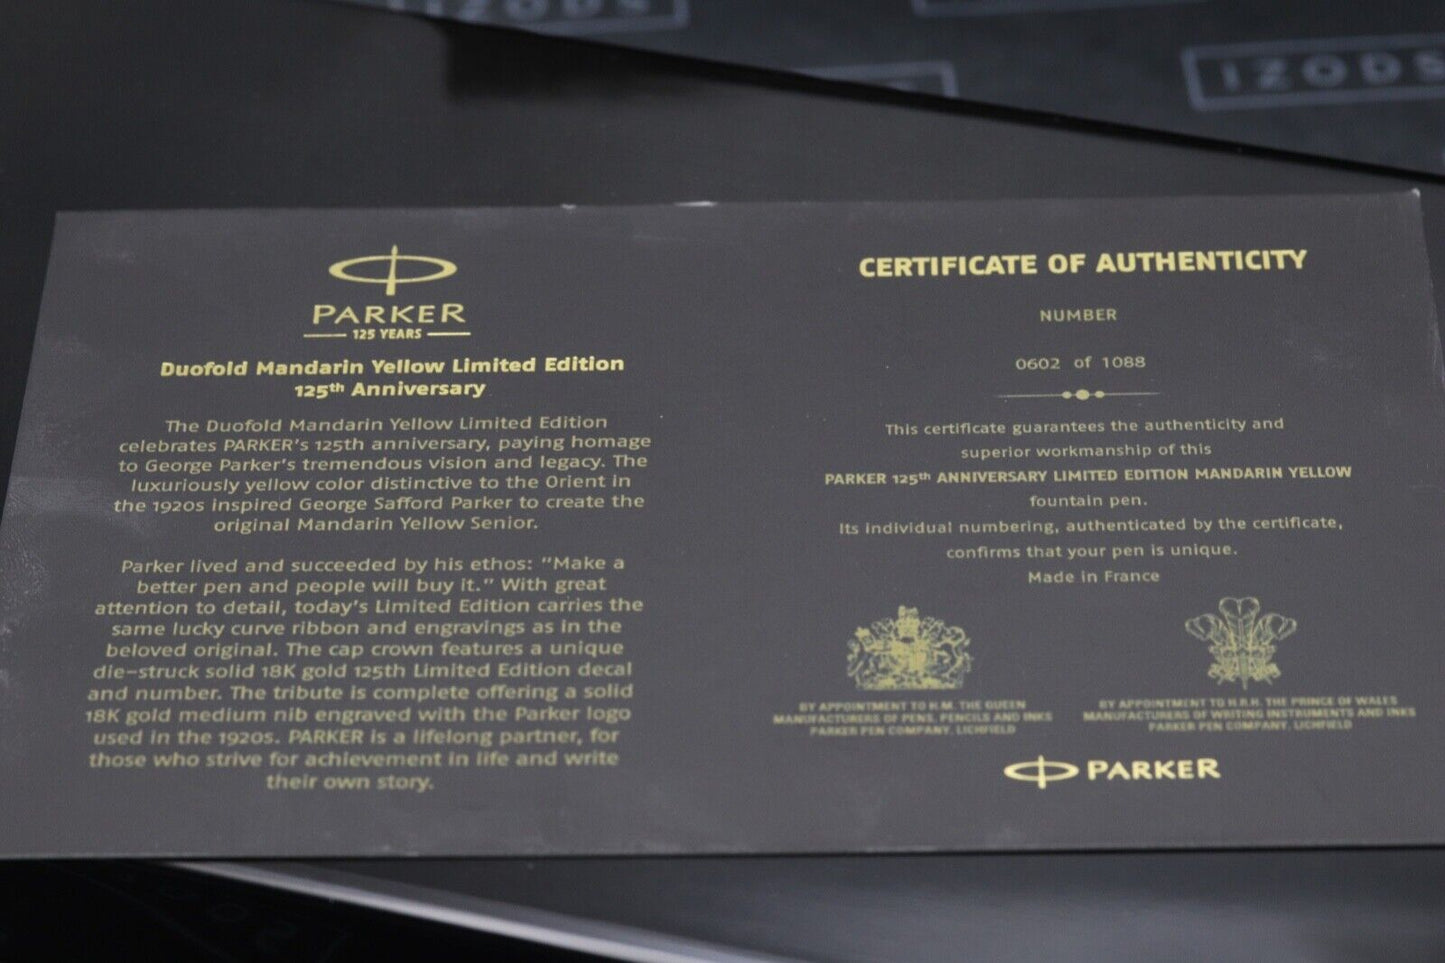 IZODS
IZODS
PARKER
125 YEARS
Duofold Mandarin Yellow Limited Edition
125th Anniversary
The Duofold Mandarin Yellow Limited Edition
celebrates PARKER's 125th anniversary, paying homage
to George Parker's tremendous vision and legacy. The
luxuriously yellow color distinctive to the Orient in
the 1920s inspired George Safford Parker to create the
original Mandarin Yellow Senior.
Parker lived and succeeded by his ethos: "Make a
better pen and people will buy it." With great
attention to detail, today's Limited Edition carries the
same lucky curve ribbon and engravings as in the
beloved original. The cap crown features a unique
die-struck solid 18K gold 125th Limited Edition decal
and number. The tribute is complete offering a solid
18K gold medium nib engraved with the Parker logo
used in the 1920s. PARKER is a lifelong partner, for
those who strive for achievement in life and write
their own story.
CERTIFICATE OF AUTHENTICITY
NUMBER
0602 of 1088
This certificate guarantees the authenticity and
superior workmanship of this
PARKER 125th ANNIVERSARY LIMITED EDITION MANDARIN YELLOW
fountain pen.
Its individual numbering, authenticated by the certificate,
confirms that your pen is unique.
Made in France
BY APPOINTMENT TO H.M. THE QUEEN
MANUFACTURERS OF PENS, PENCILS AND INKS
PARKER PEN COMPANY, LICHFIELD
BY APPOINTMENT TO H.R.H. THE PRINCE OF WALES
MANUFACTURERS OF WRITING INSTRUMENTS AND INKS
PARKER PEN COMPANY, LICHFIELD
PARKER